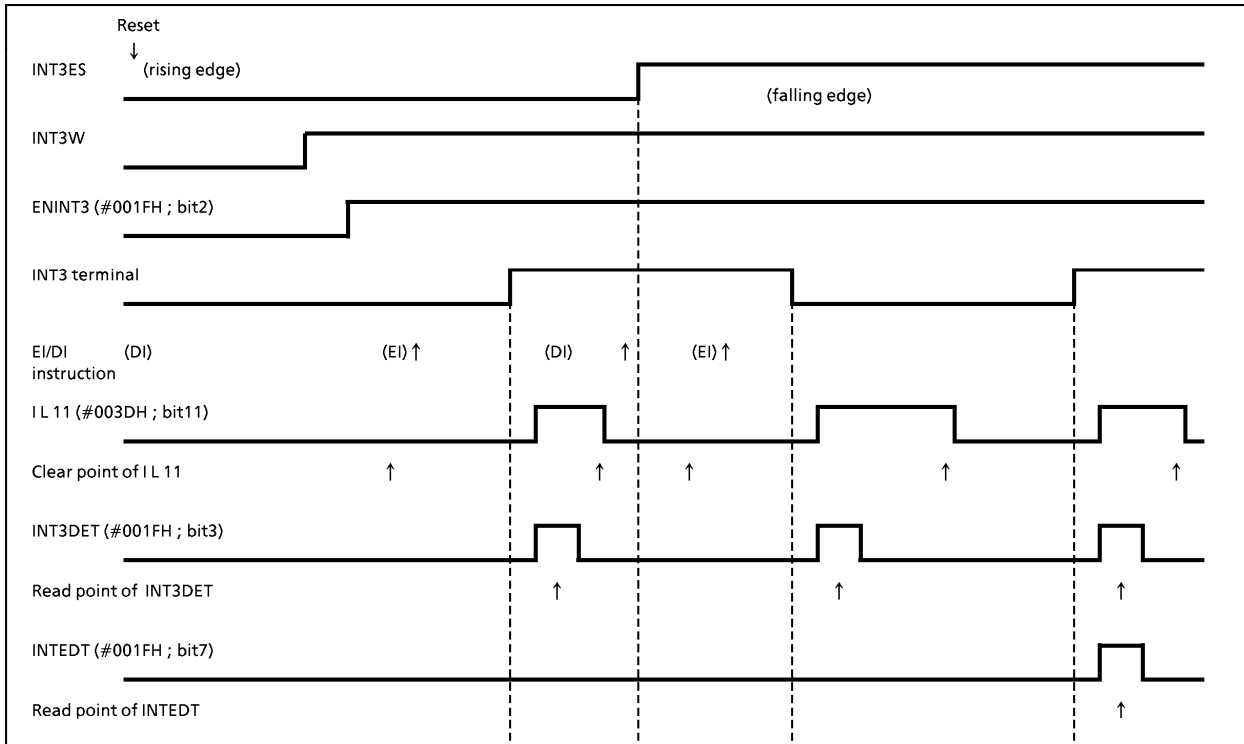 Reset
↓
INT3ES (rising edge)
(falling edge)
INT3W
ENINT3 (#001FH ; bit2)
INT3 terminal
EI/DI (DI) (EI) ↑ (DI) ↑ (EI) ↑
instruction
I L 11 (#003DH ; bit11)
Clear point of I L 11 ↑ ↑ ↑ ↑ ↑
INT3DET (#001FH ; bit3)
Read point of INT3DET ↑ ↑ ↑
INTEDT (#001FH ; bit7)
Read point of INTEDT ↑